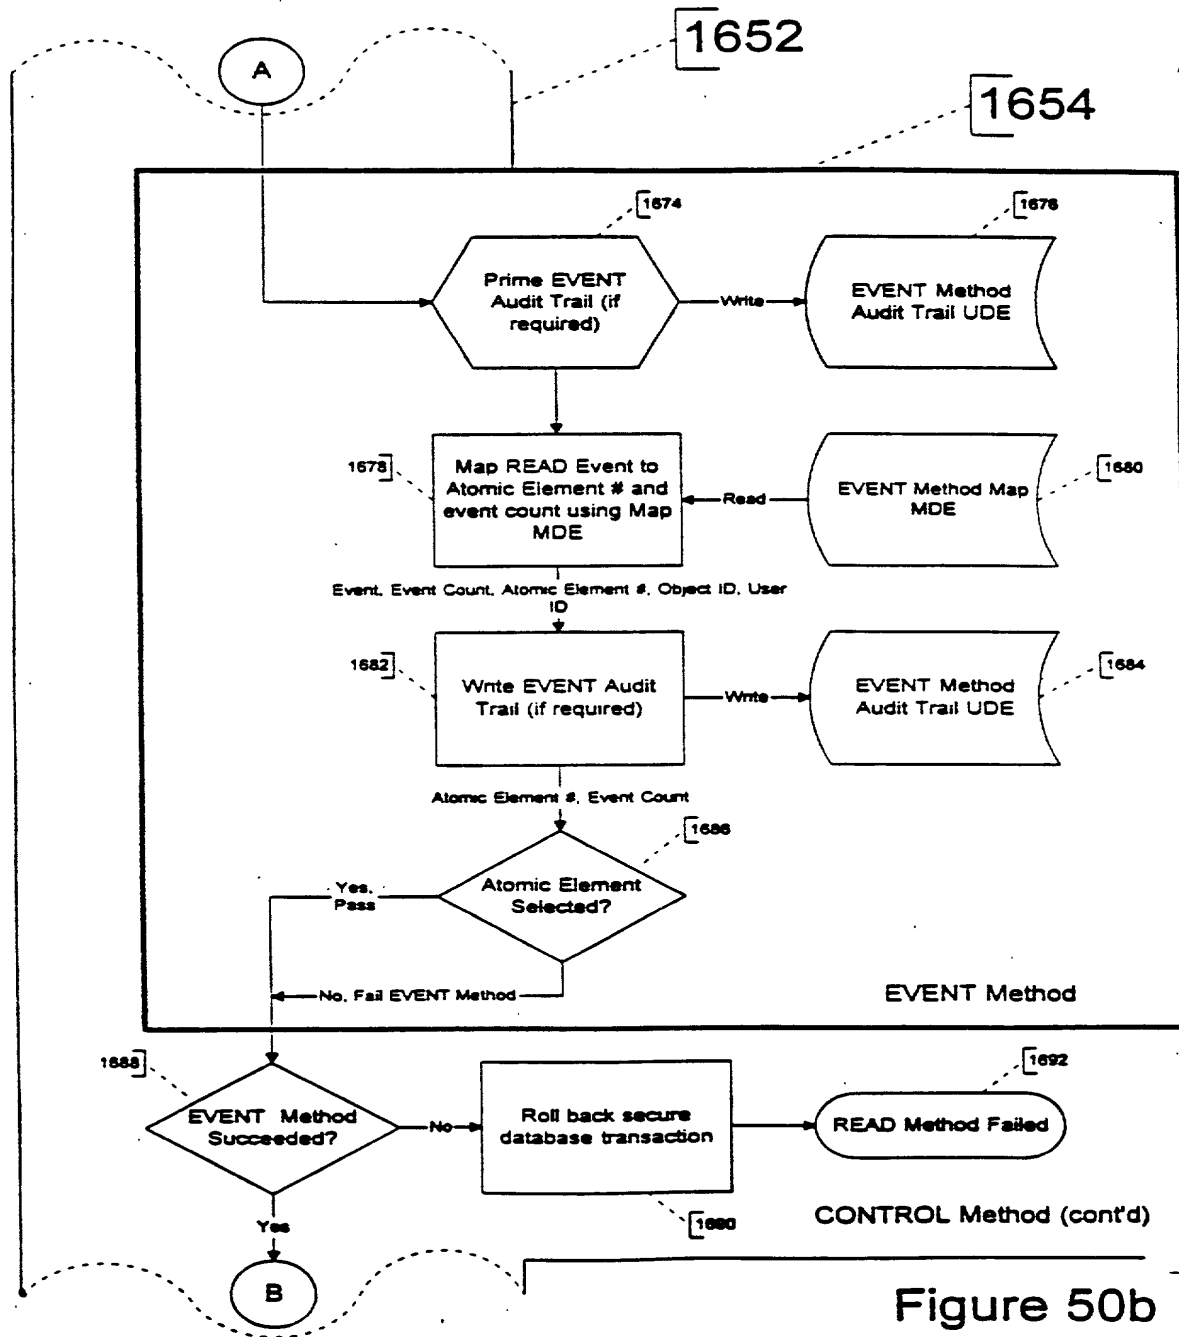 1652
A
1654
1674
1676
Prime EVENT
Audit Trail (if
required)
Write
EVENT Method
Audit Trail UDE
1678
Map READ Event to
Atomic Element # and
event count using Map
MDE
Read
EVENT Method Map
MDE
1680
Event, Event Count, Atomic Element #, Object ID, User
ID
1682
Write EVENT Audit
Trail (if required)
Write
EVENT Method
Audit Trail UDE
1684
Atomic Element #, Event Count
1686
Atomic Element
Selected?
Yes,
Pass
No, Fail EVENT Method
EVENT Method
1688
EVENT Method
Succeeded?
No
Roll back secure
database transaction
1692
READ Method Failed
1690
Yes
CONTROL Method (cont'd)
B
Figure 50b